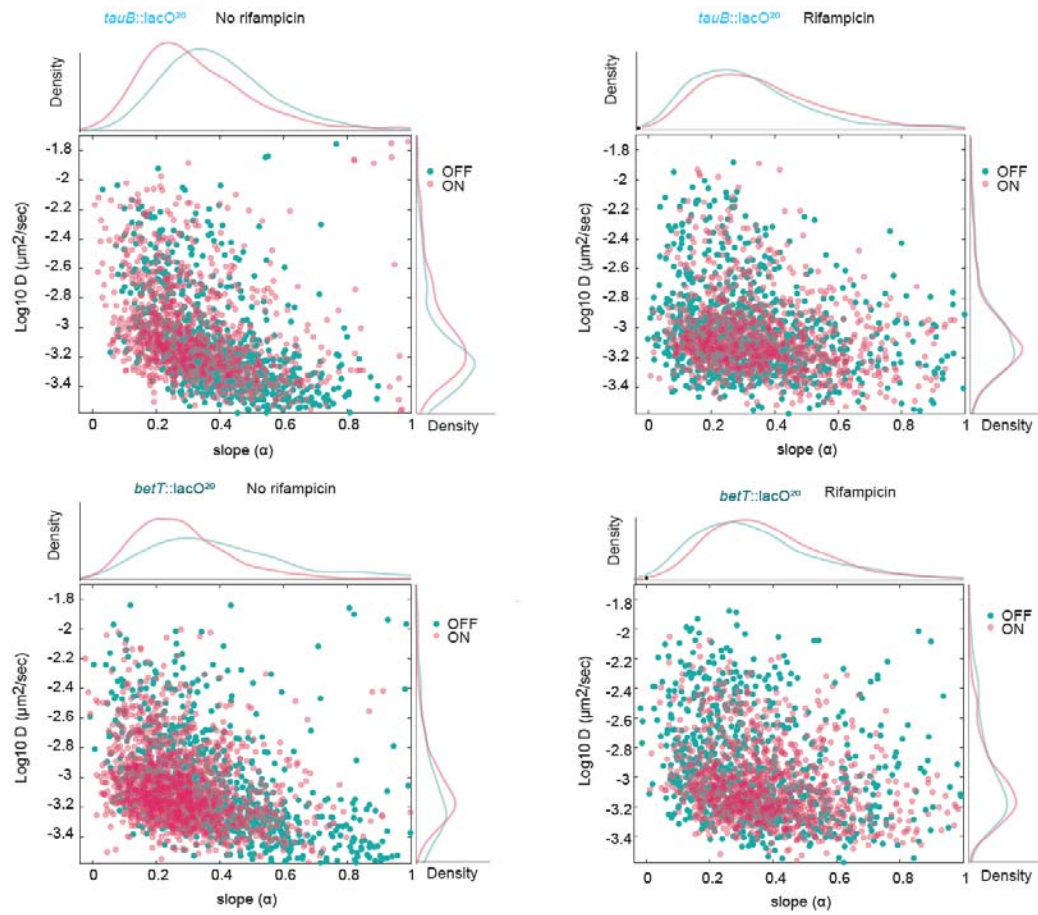 tauB::lacO²⁰ No rifampicin
Density
Log10 D (µm²/sec)
-1.8
-2
-2.2
-2.4
-2.6
-2.8
-3
-3.2
-3.4
0 0.2 0.4 0.6 0.8 1
slope (α)
Density
OFF
ON
tauB::lacO²⁰ Rifampicin
Density
Log10 D (µm²/sec)
-1.8
-2
-2.2
-2.4
-2.6
-2.8
-3
-3.2
-3.4
0 0.2 0.4 0.6 0.8 1
slope (α)
Density
OFF
ON
betT::lacO²⁰ No rifampicin
Density
Log10 D (µm²/sec)
-1.8
-2
-2.2
-2.4
-2.6
-2.8
-3
-3.2
-3.4
0 0.2 0.4 0.6 0.8 1
slope (α)
Density
OFF
ON
betT::lacO²⁰ Rifampicin
Density
Log10 D (µm²/sec)
-1.8
-2
-2.2
-2.4
-2.6
-2.8
-3
-3.2
-3.4
0 0.2 0.4 0.6 0.8 1
slope (α)
Density
OFF
ON